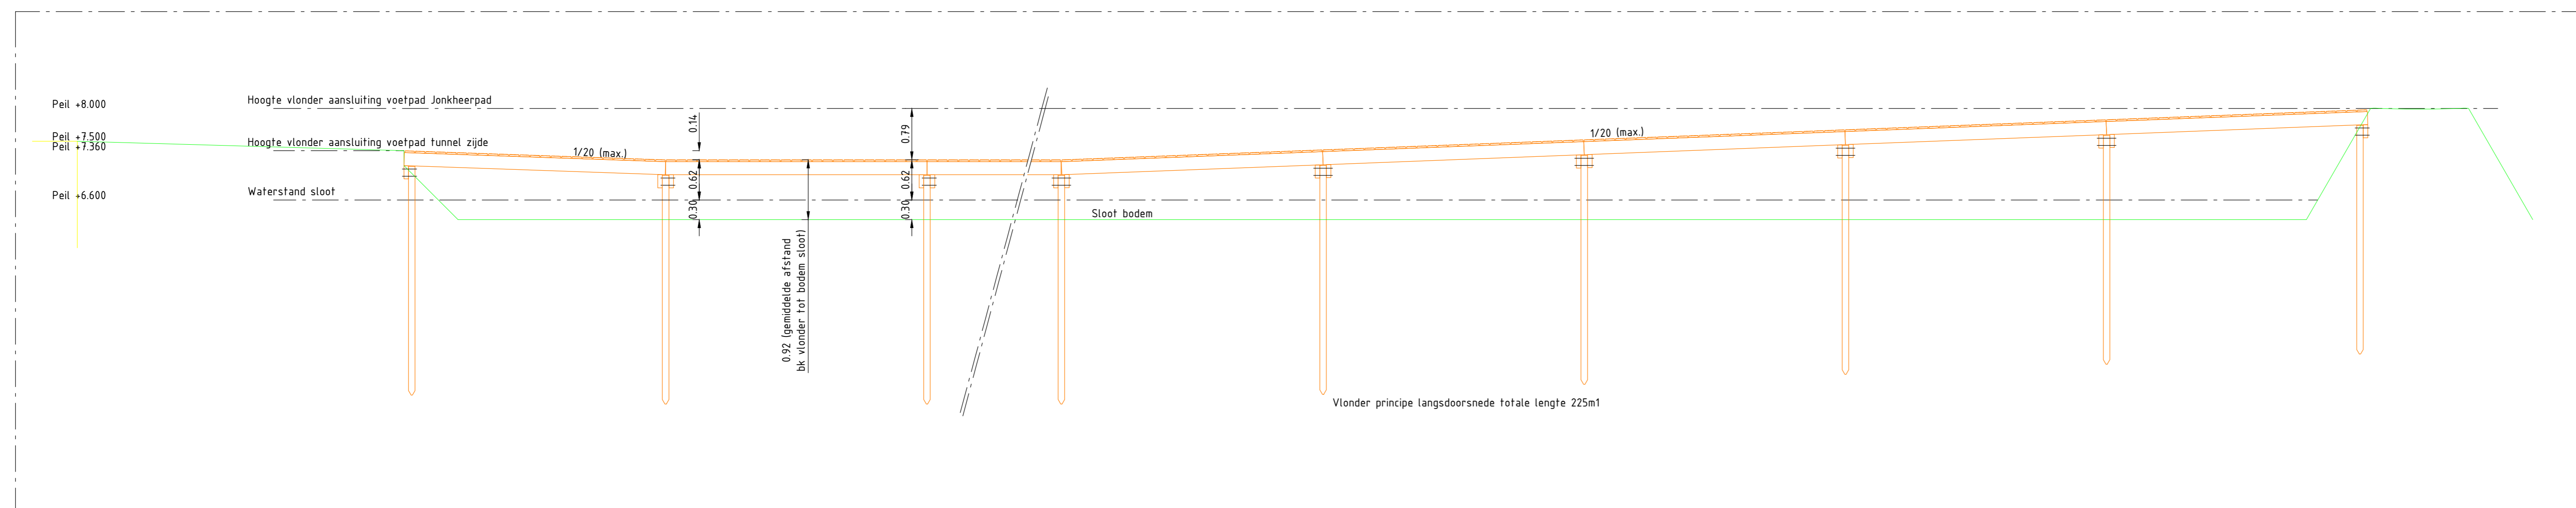 Peil +8.000
Hoogte vlonder aansluiting voetpad Jonkheerpad
Peil +7.500
Peil +7.360
Hoogte vlonder aansluiting voetpad tunnel zijde
1/20 (max.)
0.14
0.79
1/20 (max.)
Peil +6.600
Waterstand sloot
0.62
0.62
0.30
0.30
Sloot bodem
0.92 (gemiddelde afstand
bk vlonder tot bodem sloot)
Vlonder principe langsdoorsnede totale lengte 225m1